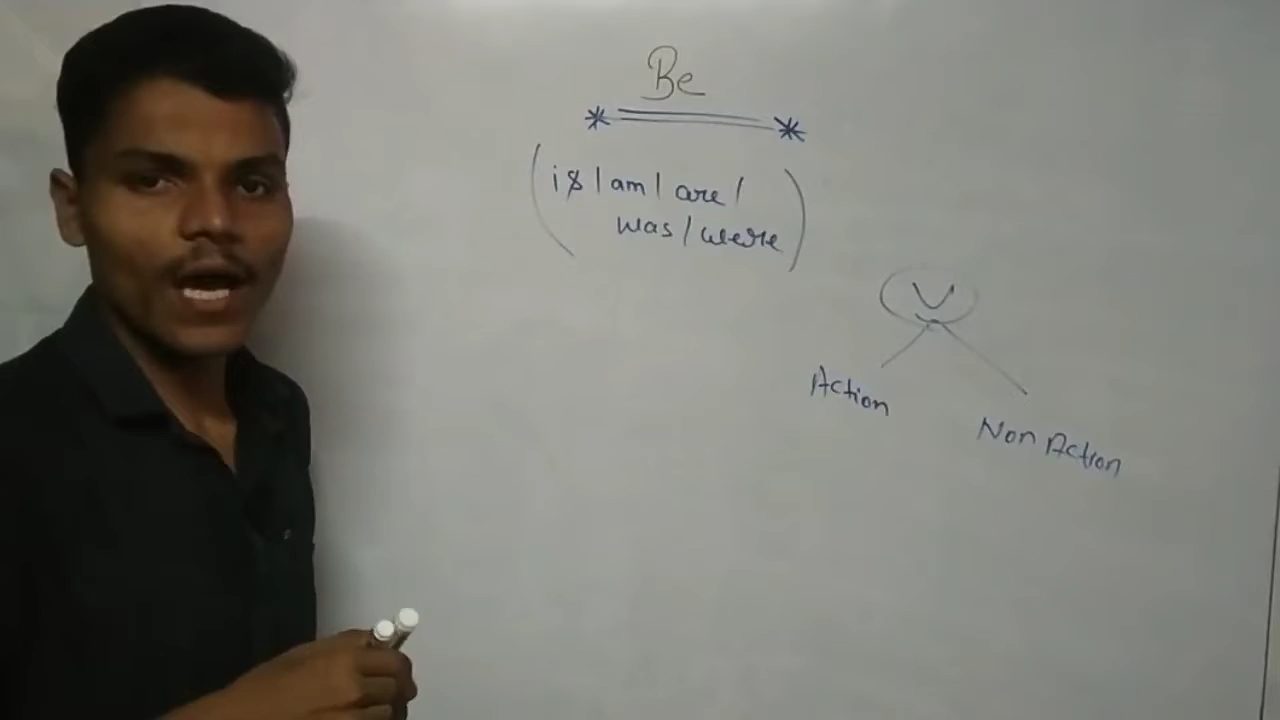 Be
(is / am / are /
was / were)
V
Action
Non Action